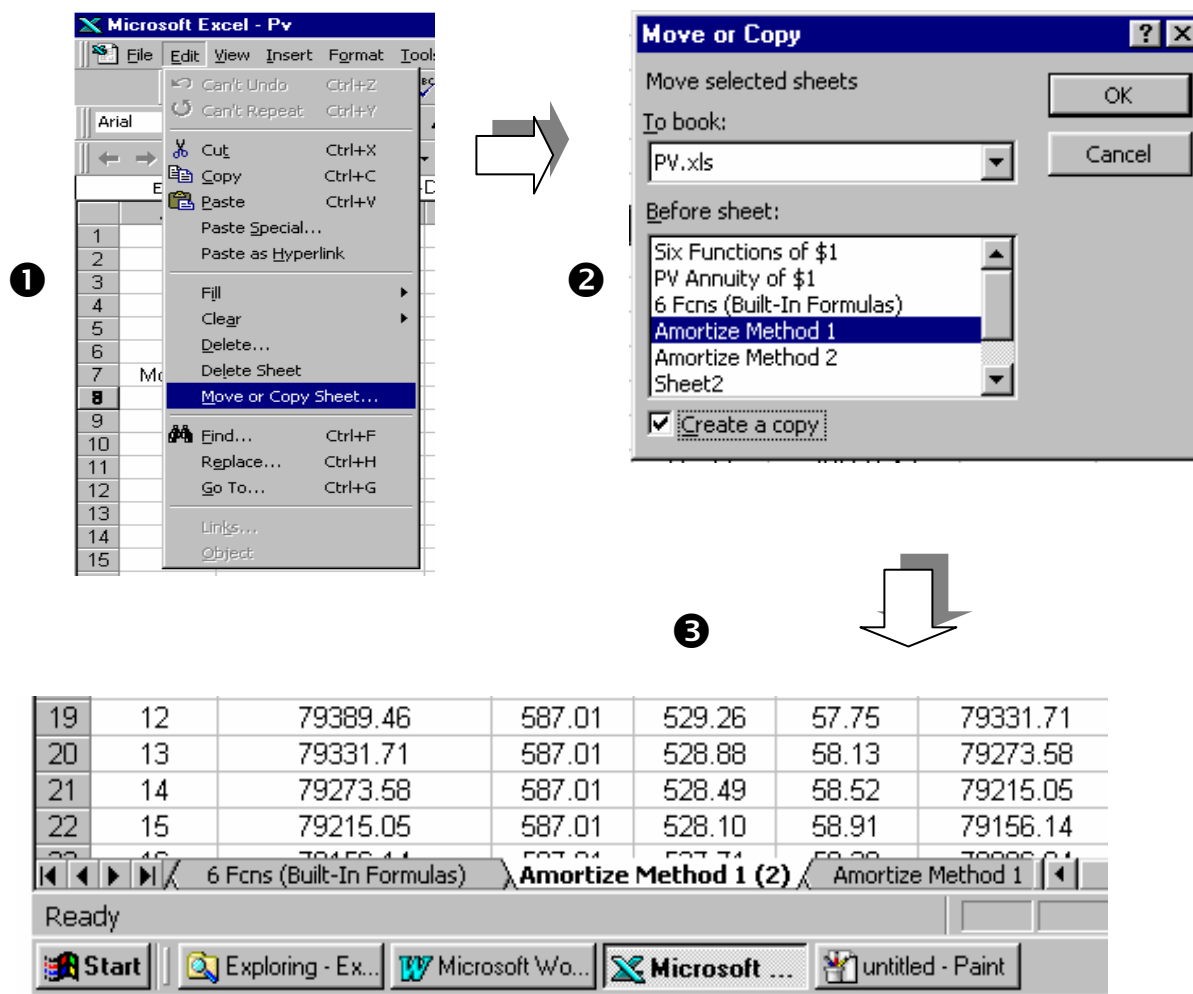 ❶
Microsoft Excel - Pv
File Edit View Insert Format
Can't Undo Ctrl+Z
Can't Repeat Ctrl+Y
Arial
Cut Ctrl+X
Copy Ctrl+C
Paste Ctrl+V
Paste Special...
Paste as Hyperlink
Fill
Clear
Delete...
Delete Sheet
Move or Copy Sheet...
Find... Ctrl+F
Replace... Ctrl+H
Go To... Ctrl+G
Links...
Object
1
2
3
4
5
6
7
8
9
10
11
12
13
14
15
❷
Move or Copy
Move selected sheets
To book:
PV.xls
Before sheet:
Six Functions of $1
PV Annuity of $1
6 Fcns (Built-In Formulas)
Amortize Method 1
Amortize Method 2
Sheet2
Create a copy
OK
Cancel
❸
19 12 79389.46 587.01 529.26 57.75 79331.71
20 13 79331.71 587.01 528.88 58.13 79273.58
21 14 79273.58 587.01 528.49 58.52 79215.05
22 15 79215.05 587.01 528.10 58.91 79156.14
6 Fcns (Built-In Formulas) Amortize Method 1 (2) Amortize Method 1
Ready
Start Exploring - Ex... Microsoft Wo... Microsoft ... untitled - Paint